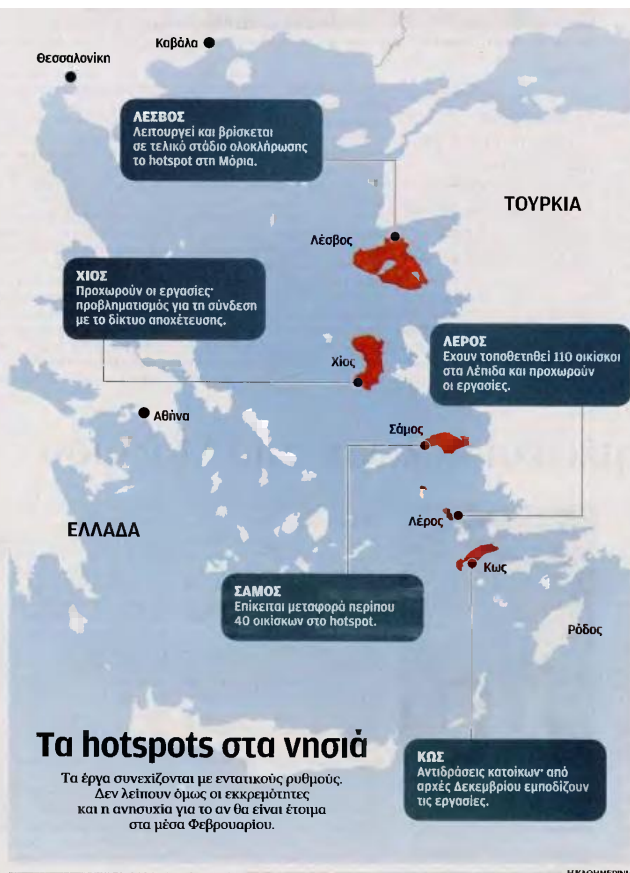 Καβάλα
Θεσσαλονίκη
ΛΕΣΒΟΣ
Λειτουργεί και βρίσκεται
σε τελικό στάδιο ολοκλήρωσης
το hotspot στη Μόρια.
ΤΟΥΡΚΙΑ
Λέσβος
ΧΙΟΣ
Προχωρούν οι εργασίες·
προβληματισμός για τη σύνδεση
με το δίκτυο αποχέτευσης.
ΛΕΡΟΣ
Εχουν τοποθετηθεί 110 οικίσκοι
στα Λέπιδα και προχωρούν
οι εργασίες.
Χίος
Αθήνα
Σάμος
Λέρος
ΕΛΛΑΔΑ
Κως
ΣΑΜΟΣ
Επίκειται μεταφορά περίπου
40 οικίσκων στο hotspot.
Ρόδος
Τα hotspots στα νησιά
Τα έργα συνεχίζονται με εντατικούς ρυθμούς.
Δεν λείπουν όμως οι εκκρεμότητες
και η ανησυχία για το αν θα είναι έτοιμα
στα μέσα Φεβρουαρίου.
ΚΩΣ
Αντιδράσεις κατοίκων· από
αρχές Δεκεμβρίου εμποδίζουν
τις εργασίες.